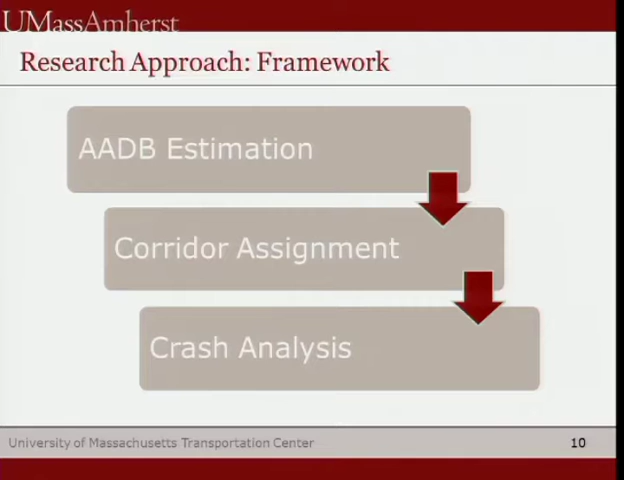 UMassAmherst
Research Approach: Framework
AADB Estimation
Corridor Assignment
Crash Analysis
University of Massachusetts Transportation Center
10